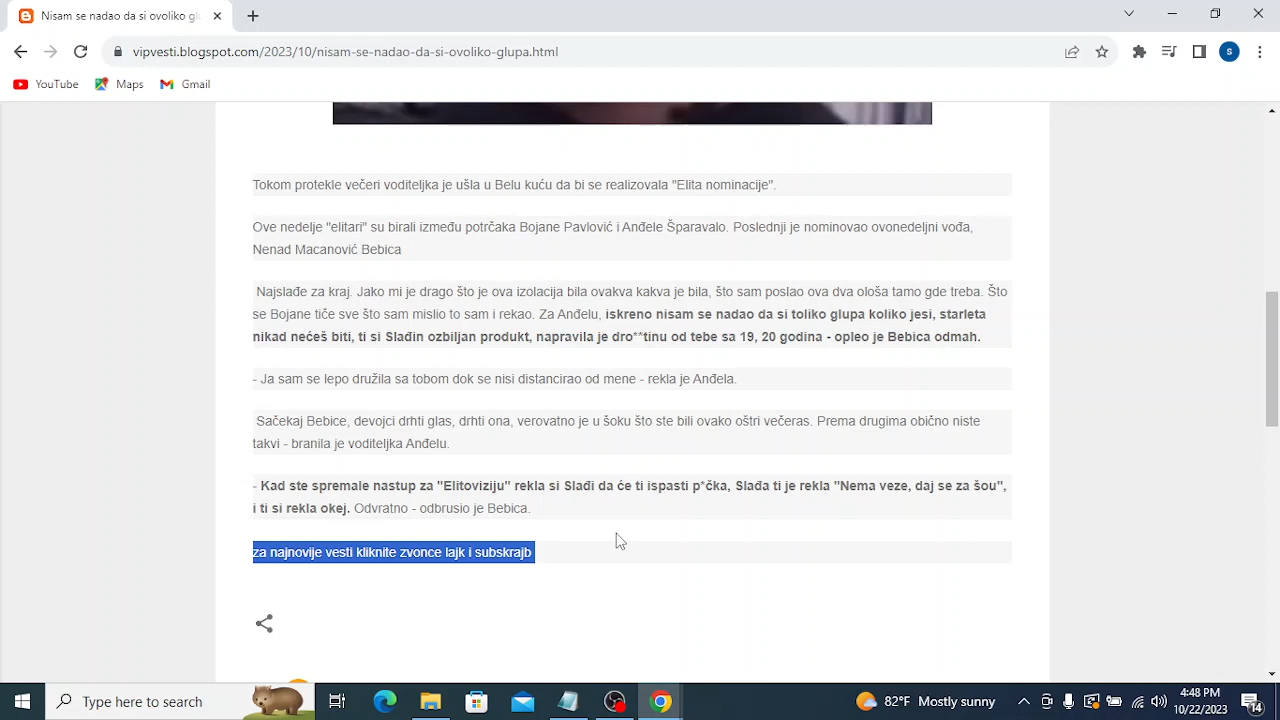 Nisam se nadao da si ovoliko gl
vipvesti.blogspot.com/2023/10/nisam-se-nadao-da-si-ovoliko-glupa.html
S
YouTube
Maps
Gmail
Tokom protekle večeri voditeljka je ušla u Belu kuću da bi se realizovala "Elita nominacije".
Ove nedelje "elitari" su birali između potrčaka Bojane Pavlović i Anđele Šparavalo. Poslednji je nominovao ovonedeljni vođa,
Nenad Macanović Bebica
Najslađe za kraj. Jako mi je drago što je ova izolacija bila ovakva kakva je bila, što sam poslao ova dva ološa tamo gde treba. Što
se Bojane tiče sve što sam mislio to sam i rekao. Za Anđelu, iskreno nisam se nadao da si toliko glupa koliko jesi, starleta
nikad nećeš biti, ti si Slađin ozbiljan produkt, napravila je dro**tinu od tebe sa 19, 20 godina - opleo je Bebica odmah.
- Ja sam se lepo družila sa tobom dok se nisi distancirao od mene - rekla je Anđela.
Sačekaj Bebice, devojci drhti glas, drhti ona, verovatno je u šoku što ste bili ovako oštri večeras. Prema drugima obično niste
takvi - branila je voditeljka Anđelu.
- Kad ste spremale nastup za "Elitoviziju" rekla si Slađi da će ti ispasti p*čka, Slađa ti je rekla "Nema veze, daj se za šou",
i ti si rekla okej. Odvratno - odbrusio je Bebica.
za najnovije vesti kliknite zvonce lajk i subskrajb
Type here to search
82°F Mostly sunny
4:48 PM
10/22/2023
14